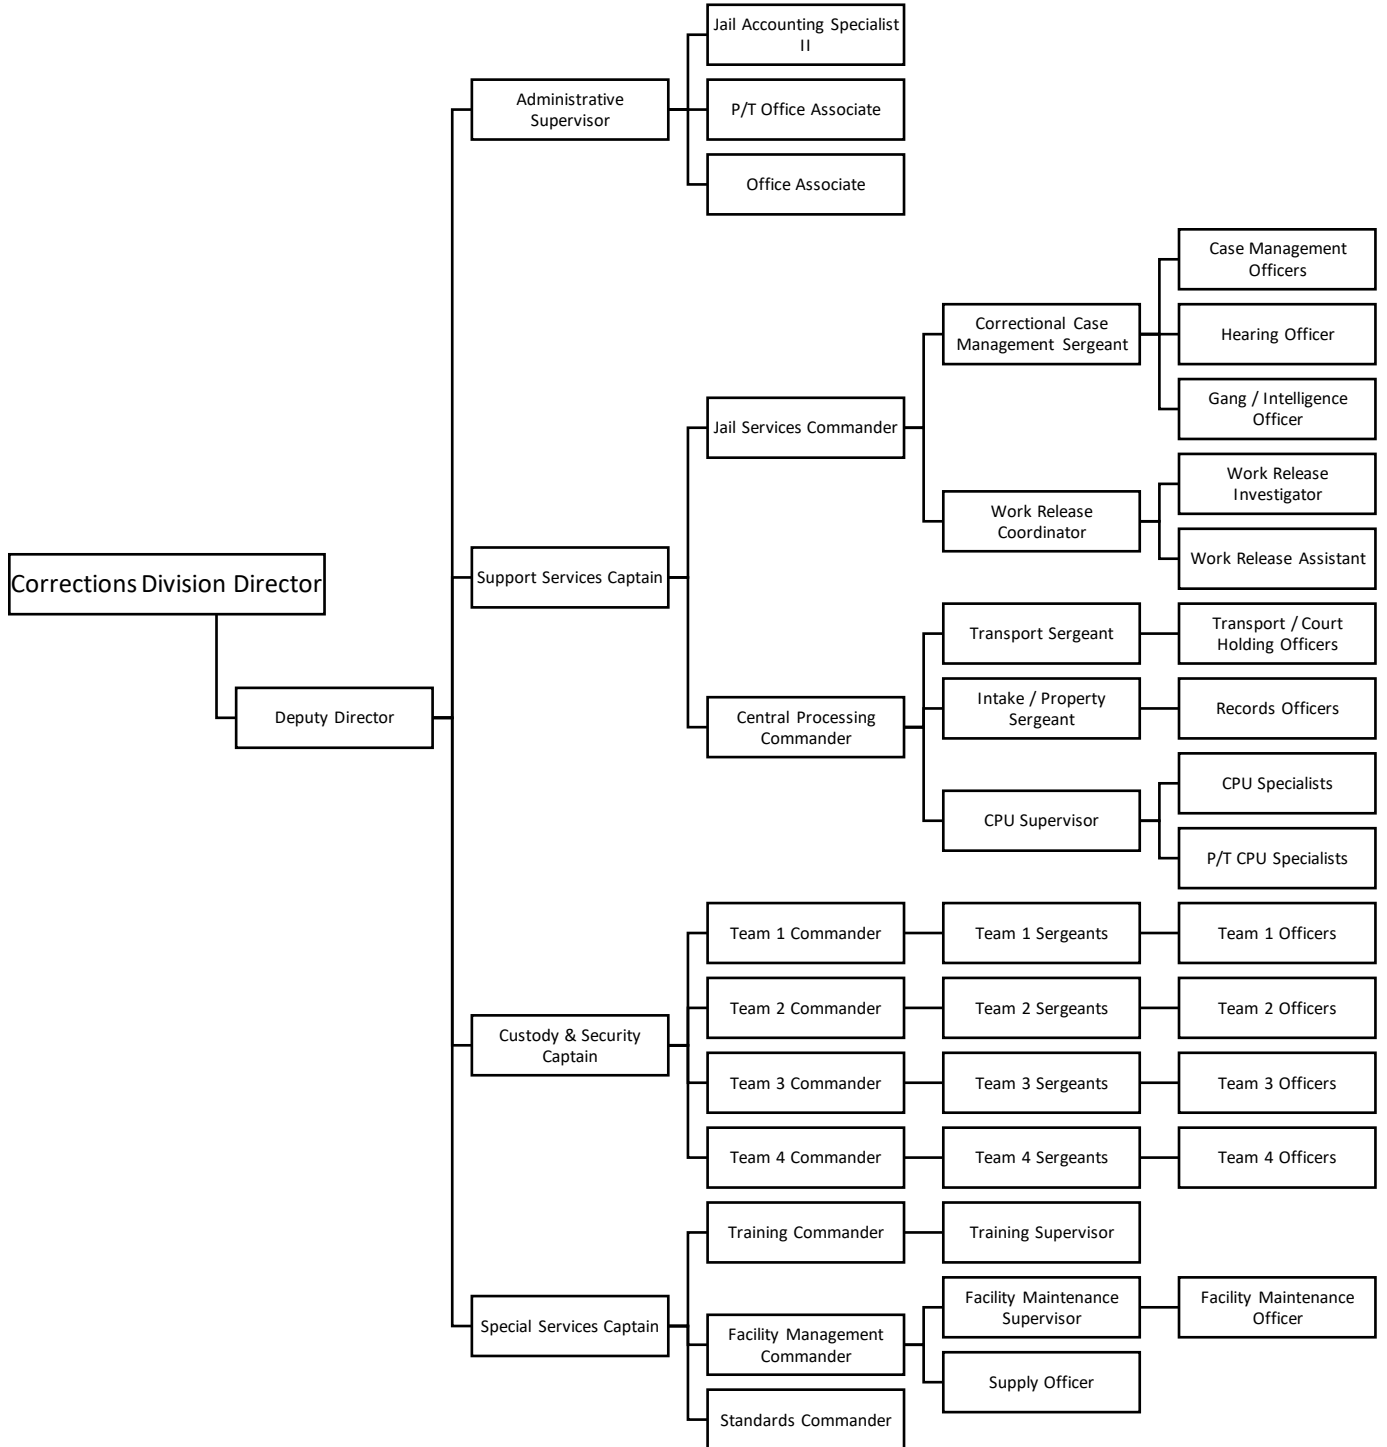 Jail Accounting Specialist
II
Administrative
Supervisor
P/T Office Associate
Office Associate
Case Management
Officers
Correctional Case
Management Sergeant
Hearing Officer
Gang / Intelligence
Officer
Jail Services Commander
Work Release
Investigator
Work Release
Coordinator
Work Release Assistant
Corrections Division Director
Support Services Captain
Transport Sergeant
Transport / Court
Holding Officers
Deputy Director
Central Processing
Commander
Intake / Property
Sergeant
Records Officers
CPU Specialists
CPU Supervisor
P/T CPU Specialists
Team 1 Commander
Team 1 Sergeants
Team 1 Officers
Team 2 Commander
Team 2 Sergeants
Team 2 Officers
Custody & Security
Captain
Team 3 Commander
Team 3 Sergeants
Team 3 Officers
Team 4 Commander
Team 4 Sergeants
Team 4 Officers
Training Commander
Training Supervisor
Special Services Captain
Facility Management
Commander
Facility Maintenance
Supervisor
Facility Maintenance
Officer
Supply Officer
Standards Commander